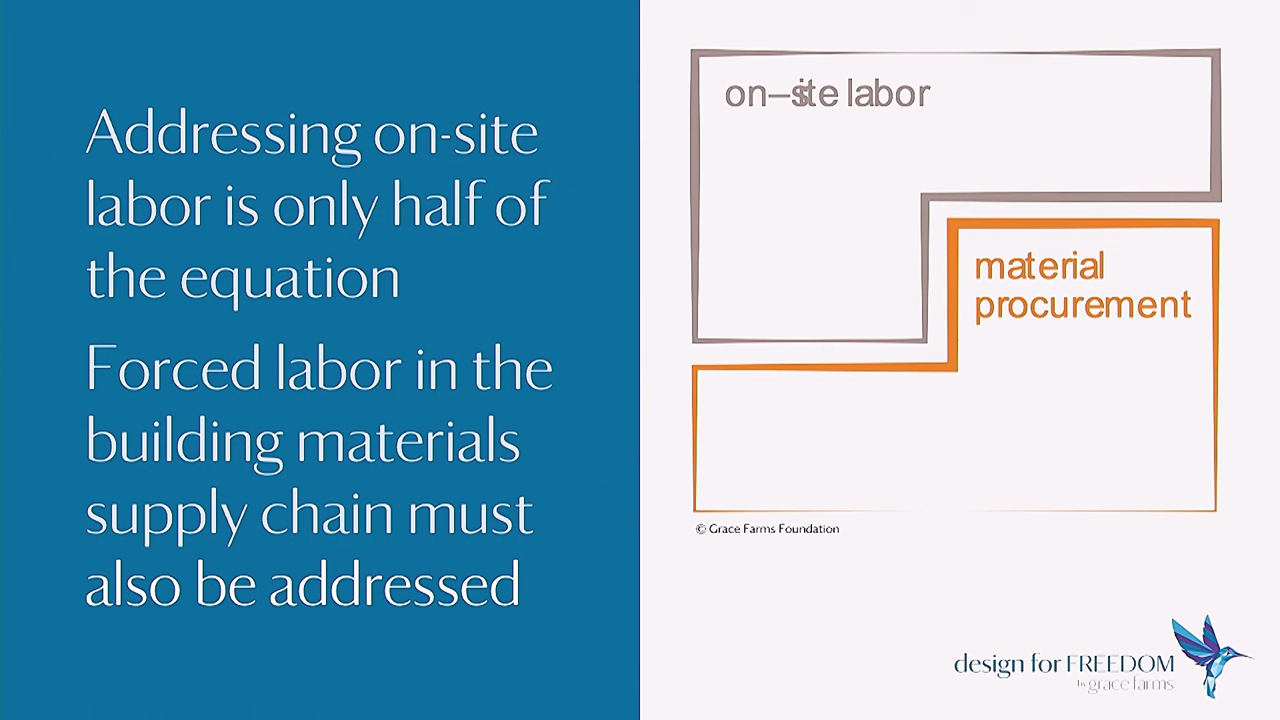 Addressing on-site
labor is only half of
the equation
Forced labor in the
building materials
supply chain must
also be addressed
on–site labor
material
procurement
© Grace Farms Foundation
design for FREEDOM
by grace farms